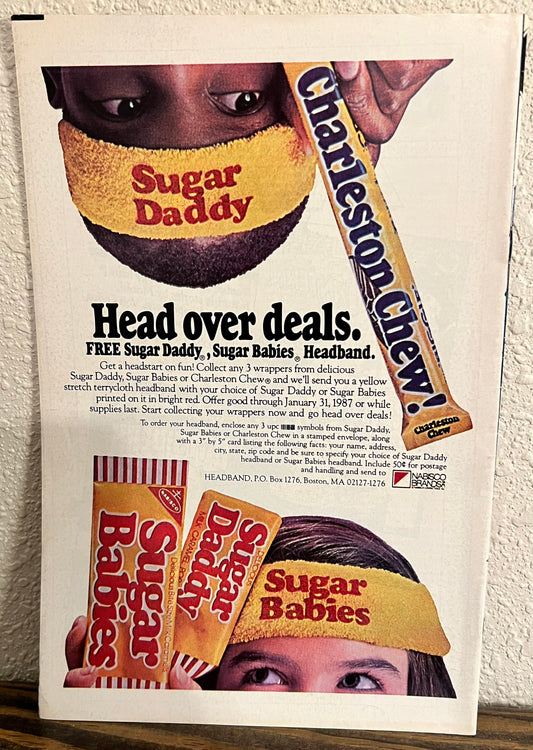 Sugar
Daddy
Charleston Chew!
Charleston
Chew
Head over deals.
FREE Sugar Daddy®, Sugar Babies® Headband.
Get a headstart on fun! Collect any 3 wrappers from delicious
Sugar Daddy, Sugar Babies or Charleston Chew® and we'll send you a yellow
stretch terrycloth headband with your choice of Sugar Daddy or Sugar Babies
printed on it in bright red. Offer good through January 31, 1987 or while
supplies last. Start collecting your wrappers now and go head over deals!
To order your headband, enclose any 3 upc symbols from Sugar Daddy,
Sugar Babies or Charleston Chew in a stamped envelope, along
with a 3" by 5" card listing the following facts: your name, address,
city, state, zip code and be sure to specify your choice of Sugar Daddy
headband or Sugar Babies headband. Include 50¢ for postage
and handling and send to
HEADBAND, P.O. Box 1276, Boston, MA 02127-1276
NABISCO
BRANDS
NABISCO
Sugar
Babies
Sugar
Daddy
MILK CARAMEL
Sugar
Babies